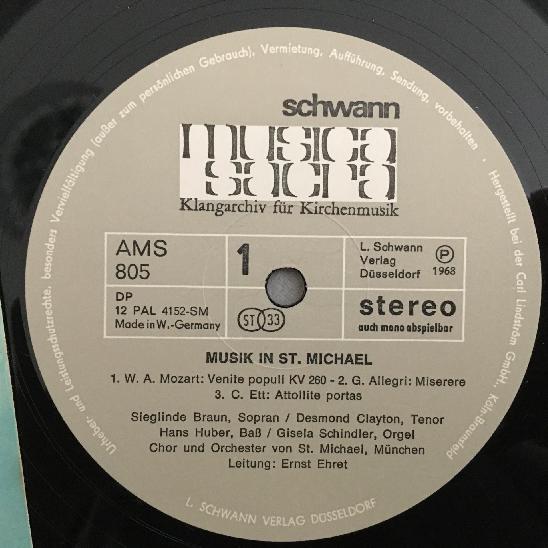 schwann
musica
sacra
Klangarchiv für Kirchenmusik
AMS
805
1
L. Schwann
Verlag
Düsseldorf
P
1968
DP
12 PAL 4152-SM
Made in W.-Germany
ST 33
stereo
auch mono abspielbar
MUSIK IN ST. MICHAEL
1. W. A. Mozart: Venite populi KV 260 - 2. G. Allegri: Miserere
3. C. Ett: Attollite portas
Sieglinde Braun, Sopran / Desmond Clayton, Tenor
Hans Huber, Baß / Gisela Schindler, Orgel
Chor und Orchester von St. Michael, München
Leitung: Ernst Ehret
Urheber- und Leistungsschutzrechte, besonders Vervielfältigung (außer zum persönlichen Gebrauch), Vermietung, Aufführung, Sendung, vorbehalten · Hergestellt bei der Carl Lindström GmbH., Köln-Braunsfeld
L. SCHWANN VERLAG DÜSSELDORF